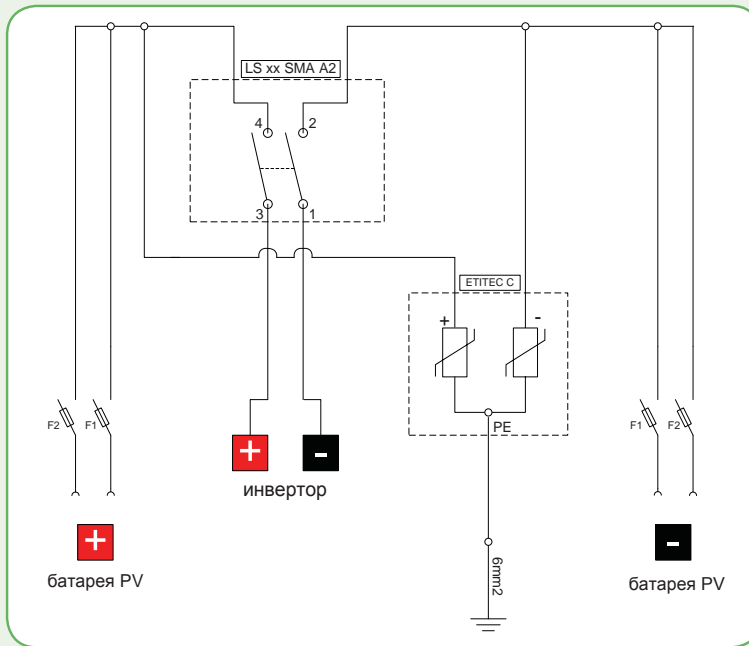 LS xx SMA A2
4
2
3
1
ETITEC C
+
-
F2
F1
F1
F2
PE
+
-
инвертор
+
-
6mm2
батарея PV
батарея PV